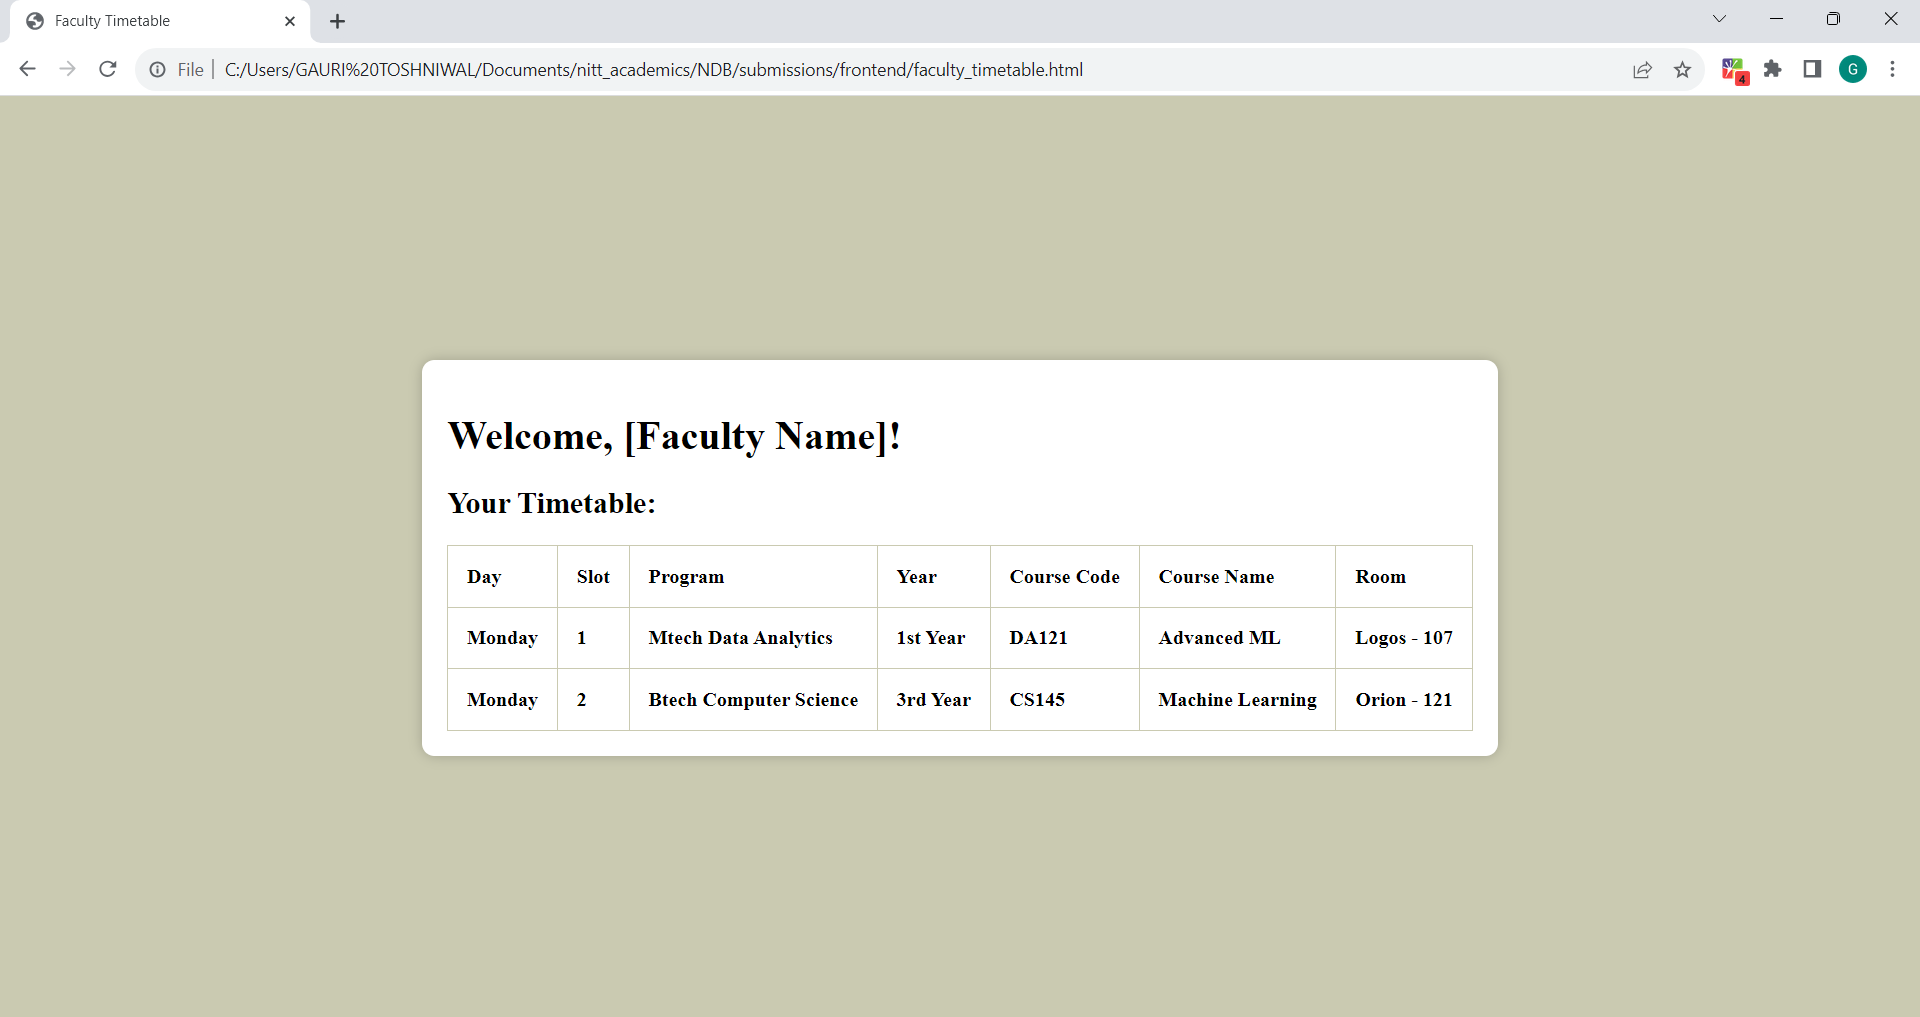 Faculty Timetable
File
C:/Users/GAURI%20TOSHNIWAL/Documents/nitt_academics/NDB/submissions/frontend/faculty_timetable.html
4
G
Welcome, [Faculty Name]!
Your Timetable:
Day Slot Program Year Course Code Course Name Room
Monday 1 Mtech Data Analytics 1st Year DA121 Advanced ML Logos - 107
Monday 2 Btech Computer Science 3rd Year CS145 Machine Learning Orion - 121